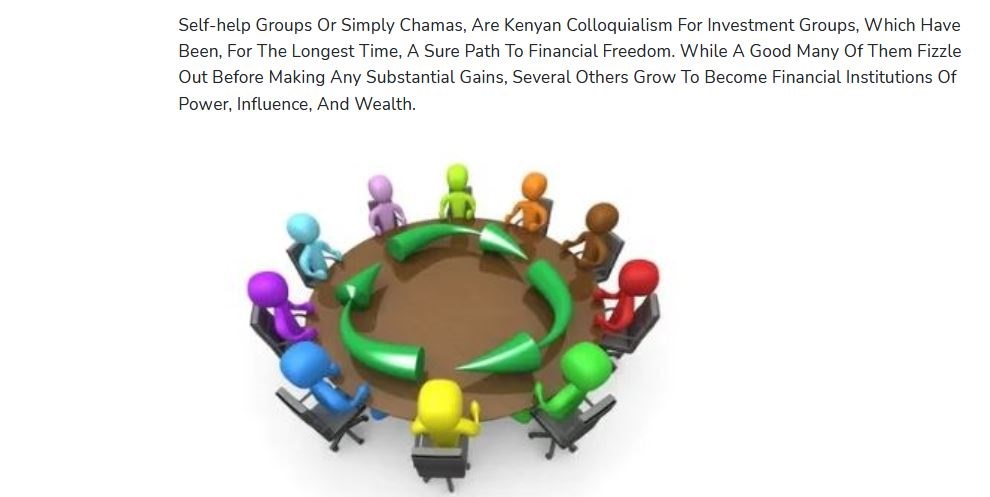 Self-help Groups Or Simply Chamas, Are Kenyan Colloquialism For Investment Groups, Which Have
Been, For The Longest Time, A Sure Path To Financial Freedom. While A Good Many Of Them Fizzle
Out Before Making Any Substantial Gains, Several Others Grow To Become Financial Institutions Of
Power, Influence, And Wealth.